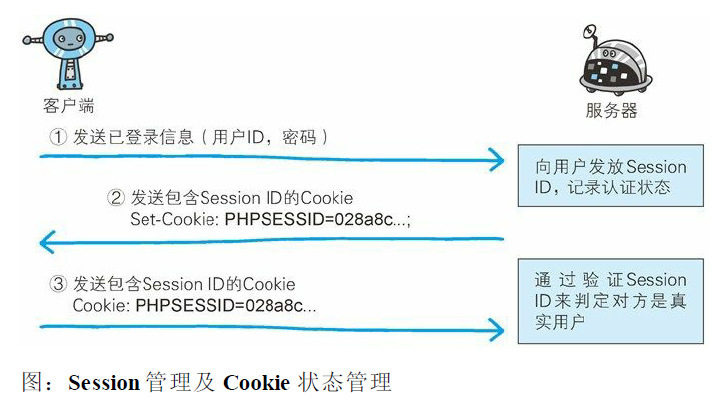 客户端
服务器
① 发送已登录信息（用户ID，密码）
向用户发放Session
ID，记录认证状态
② 发送包含Session ID的Cookie
Set-Cookie: PHPSESSID=028a8c...;
③ 发送包含Session ID的Cookie
Cookie: PHPSESSID=028a8c...
通过验证Session
ID来判定对方是真
实用户
图：Session 管理及 Cookie 状态管理